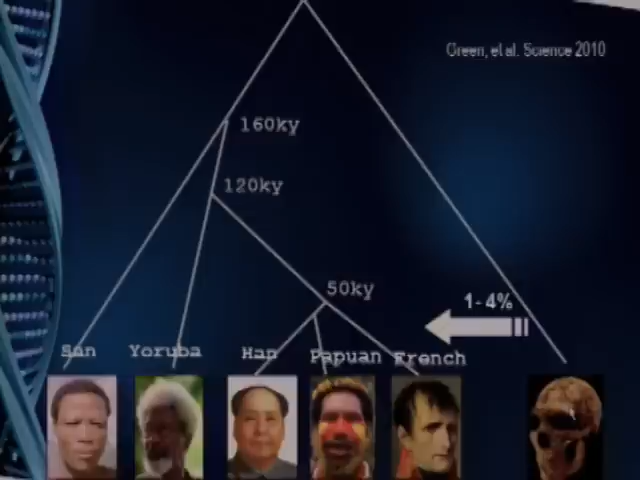 Green, et al. Science 2010
160ky
120ky
50ky
1-4%
San Yoruba Han Papuan French